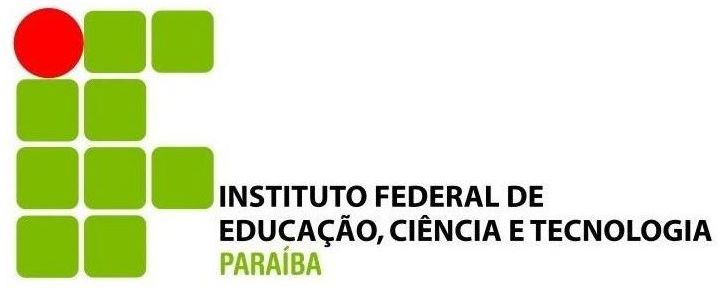 INSTITUTO FEDERAL DE
EDUCAÇÃO, CIÊNCIA E TECNOLOGIA
PARAÍBA